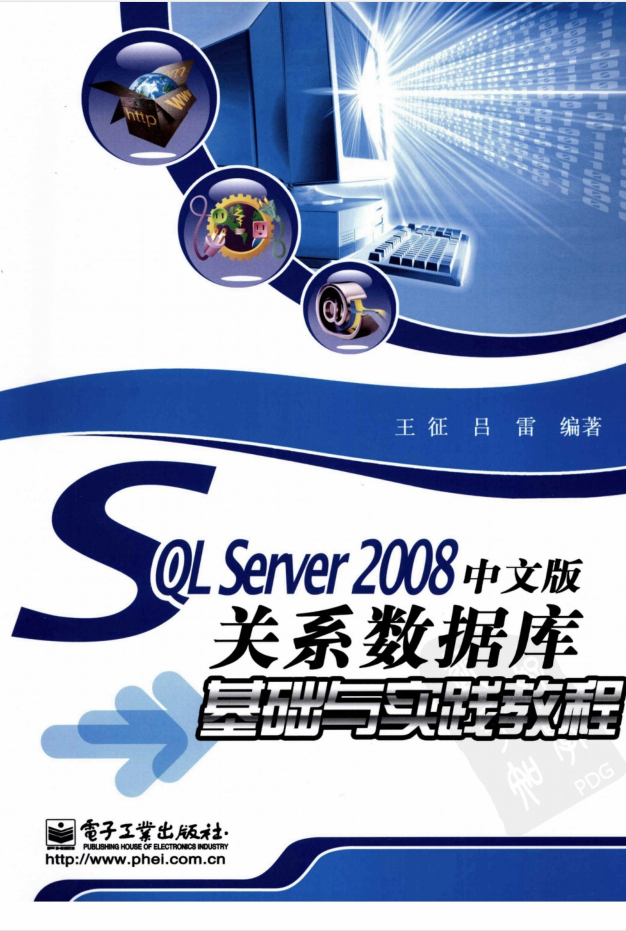 http
WW
王 征 吕 雷 编著
SQL Server 2008 中文版
关系数据库
基础与实践教程
電子工業出版社
PUBLISHING HOUSE OF ELECTRONICS INDUSTRY
http://www.phei.com.cn
PDG